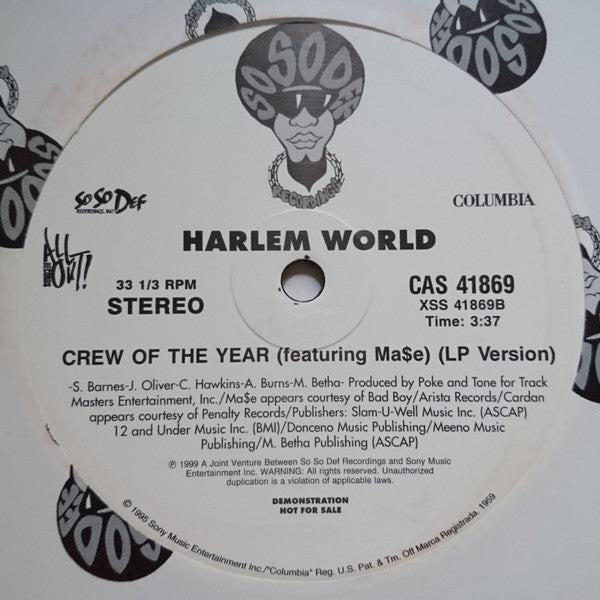 SO SO DEF
RECORDINGS
SO SO DEF
RECORDINGS, INC.
COLUMBIA
ALL
OUT!
HARLEM WORLD
33 1/3 RPM
STEREO
CAS 41869
XSS 41869B
Time: 3:37
CREW OF THE YEAR (featuring Ma$e) (LP Version)
-S. Barnes-J. Oliver-C. Hawkins-A. Burns-M. Betha- Produced by Poke and Tone for Track
Masters Entertainment, Inc./Ma$e appears courtesy of Bad Boy/Arista Records/Cardan
appears courtesy of Penalty Records/Publishers: Slam-U-Well Music Inc. (ASCAP)
12 and Under Music Inc. (BMI)/Donceno Music Publishing/Meeno Music
Publishing/M. Betha Publishing (ASCAP)
℗ 1999 A Joint Venture Between So So Def Recordings and Sony Music
Entertainment Inc. WARNING: All rights reserved. Unauthorized
duplication is a violation of applicable laws.
DEMONSTRATION
NOT FOR SALE
© 1995 Sony Music Entertainment Inc./"Columbia" Reg. U.S. Pat. & Tm. Off Marca Registrada, 1959